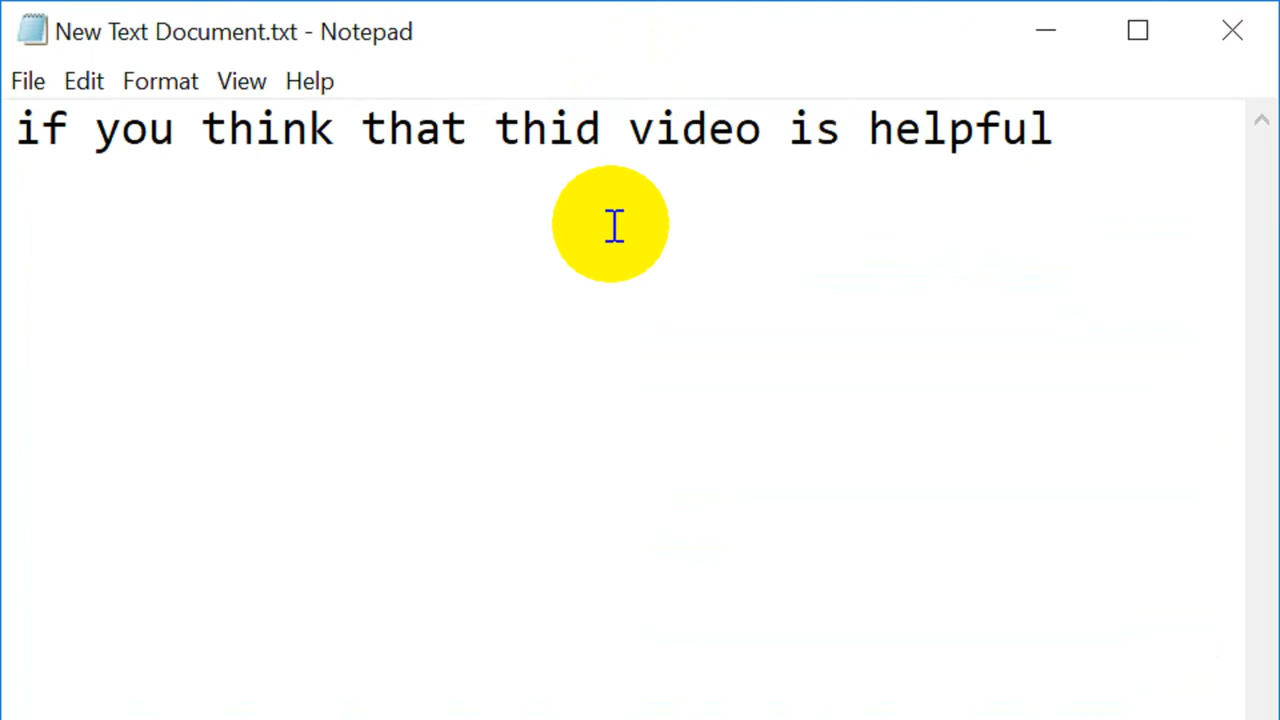 New Text Document.txt - Notepad
File Edit Format View Help
if you think that thid video is helpful